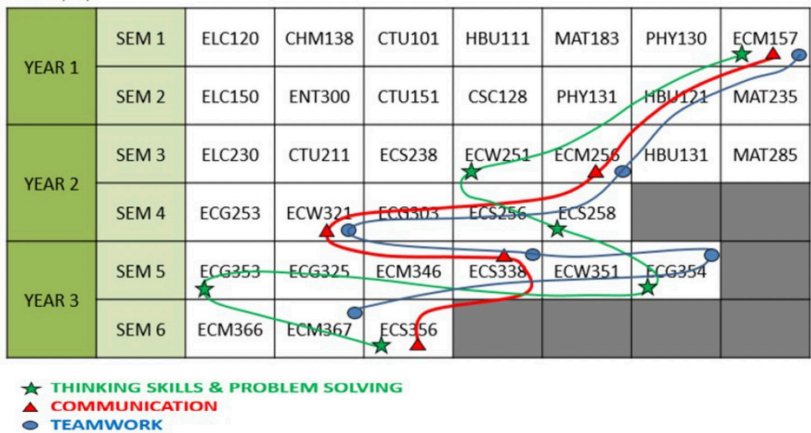 YEAR 1
SEM 1 ELC120 CHM138 CTU101 HBU111 MAT183 PHY130 ECM157
SEM 2 ELC150 ENT300 CTU151 CSC128 PHY131 HBU121 MAT235
YEAR 2
SEM 3 ELC230 CTU211 ECS238 ECW251 ECM256 HBU131 MAT285
SEM 4 ECG253 ECW321 ECG303 ECS256 ECS258
YEAR 3
SEM 5 ECG353 ECG325 ECM346 ECS338 ECW351 ECG354
SEM 6 ECM366 ECM367 ECS356
THINKING SKILLS & PROBLEM SOLVING
COMMUNICATION
TEAMWORK